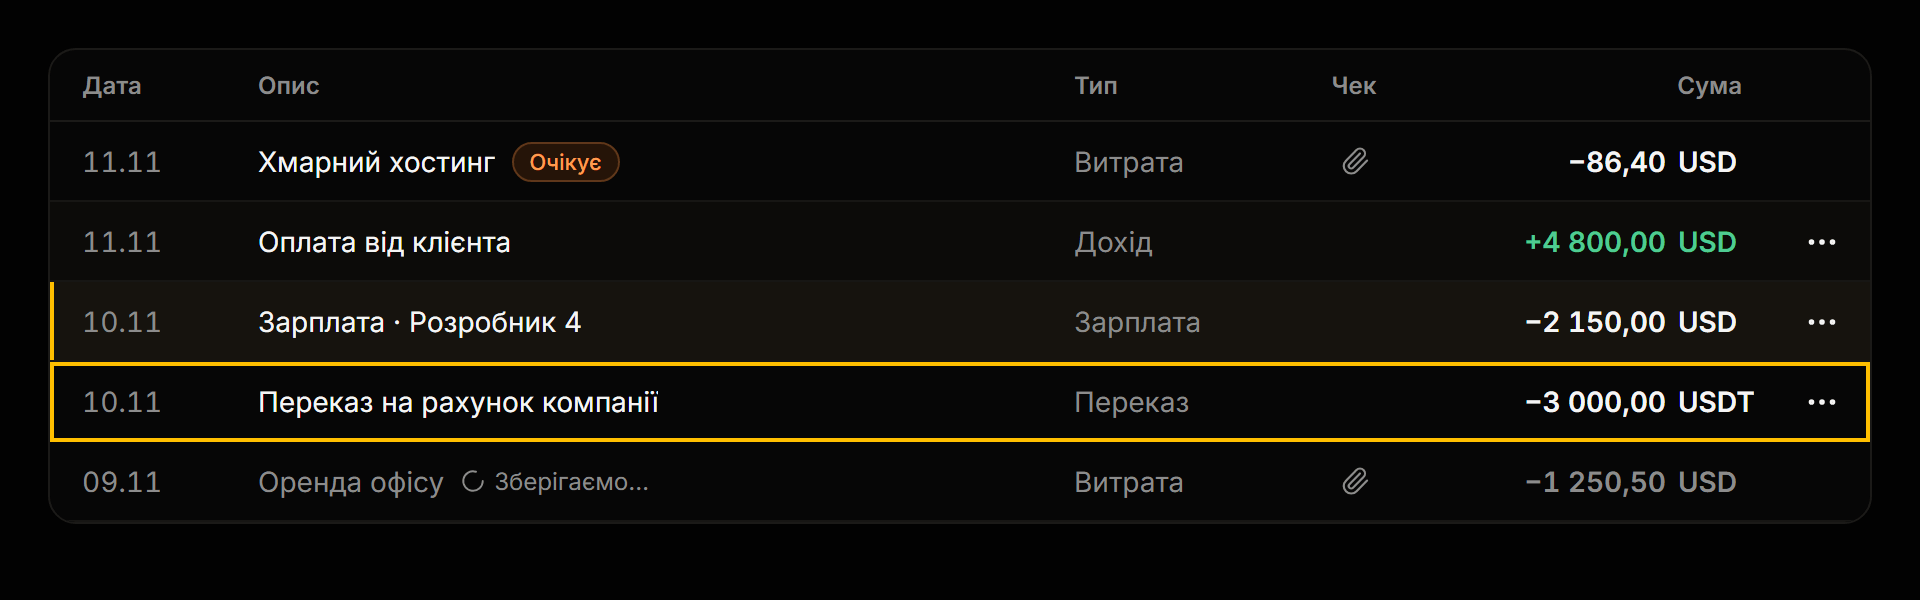 Дата Опис Тип Чек Сума
11.11 Хмарний хостинг Очікує Витрата −86,40 USD
11.11 Оплата від клієнта Дохід +4 800,00 USD
10.11 Зарплата · Розробник 4 Зарплата −2 150,00 USD
10.11 Переказ на рахунок компанії Переказ −3 000,00 USDT
09.11 Оренда офісу Зберігаємо... Витрата −1 250,50 USD